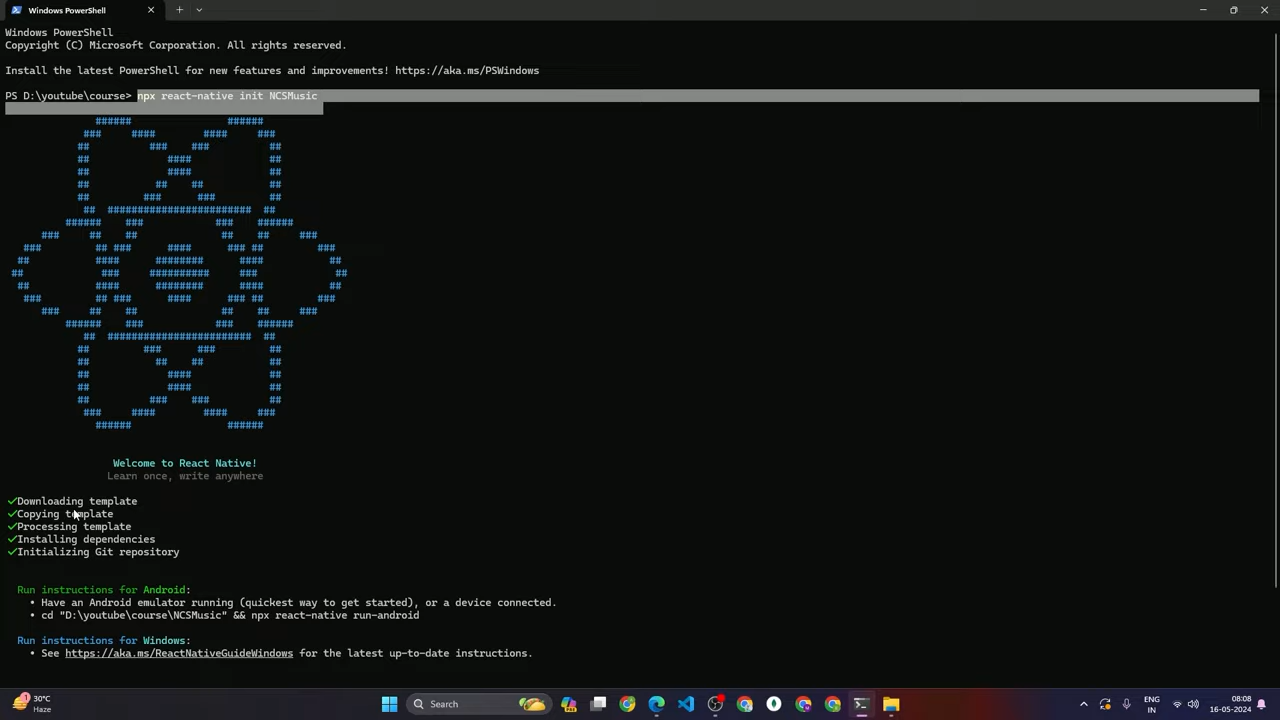 Windows PowerShell
Windows PowerShell
Copyright (C) Microsoft Corporation. All rights reserved.
Install the latest PowerShell for new features and improvements! https://aka.ms/PSWindows
PS D:\youtube\course> npx react-native init NCSMusic
###### ######
### #### #### ###
## ### ### ##
## #### ##
## #### ##
## ## ## ##
## ### ### ##
## ######################## ##
###### ### ### ######
### ## ## ## ## ###
### ## ### #### ### ## ###
## #### ######## #### ##
## ### ########## ### ##
## #### ######## #### ##
### ## ### #### ### ## ###
### ## ## ## ## ###
###### ### ### ######
## ######################## ##
## ### ### ##
## ## ## ##
## #### ##
## #### ##
## ### ### ##
### #### #### ###
###### ######
Welcome to React Native!
Learn once, write anywhere
✓Downloading template
✓Copying template
✓Processing template
✓Installing dependencies
✓Initializing Git repository
Run instructions for Android:
• Have an Android emulator running (quickest way to get started), or a device connected.
• cd "D:\youtube\course\NCSMusic" && npx react-native run-android
Run instructions for Windows:
• See https://aka.ms/ReactNativeGuideWindows for the latest up-to-date instructions.
1
30°C
Haze
Search
ENG
IN
08:08
16-05-2024